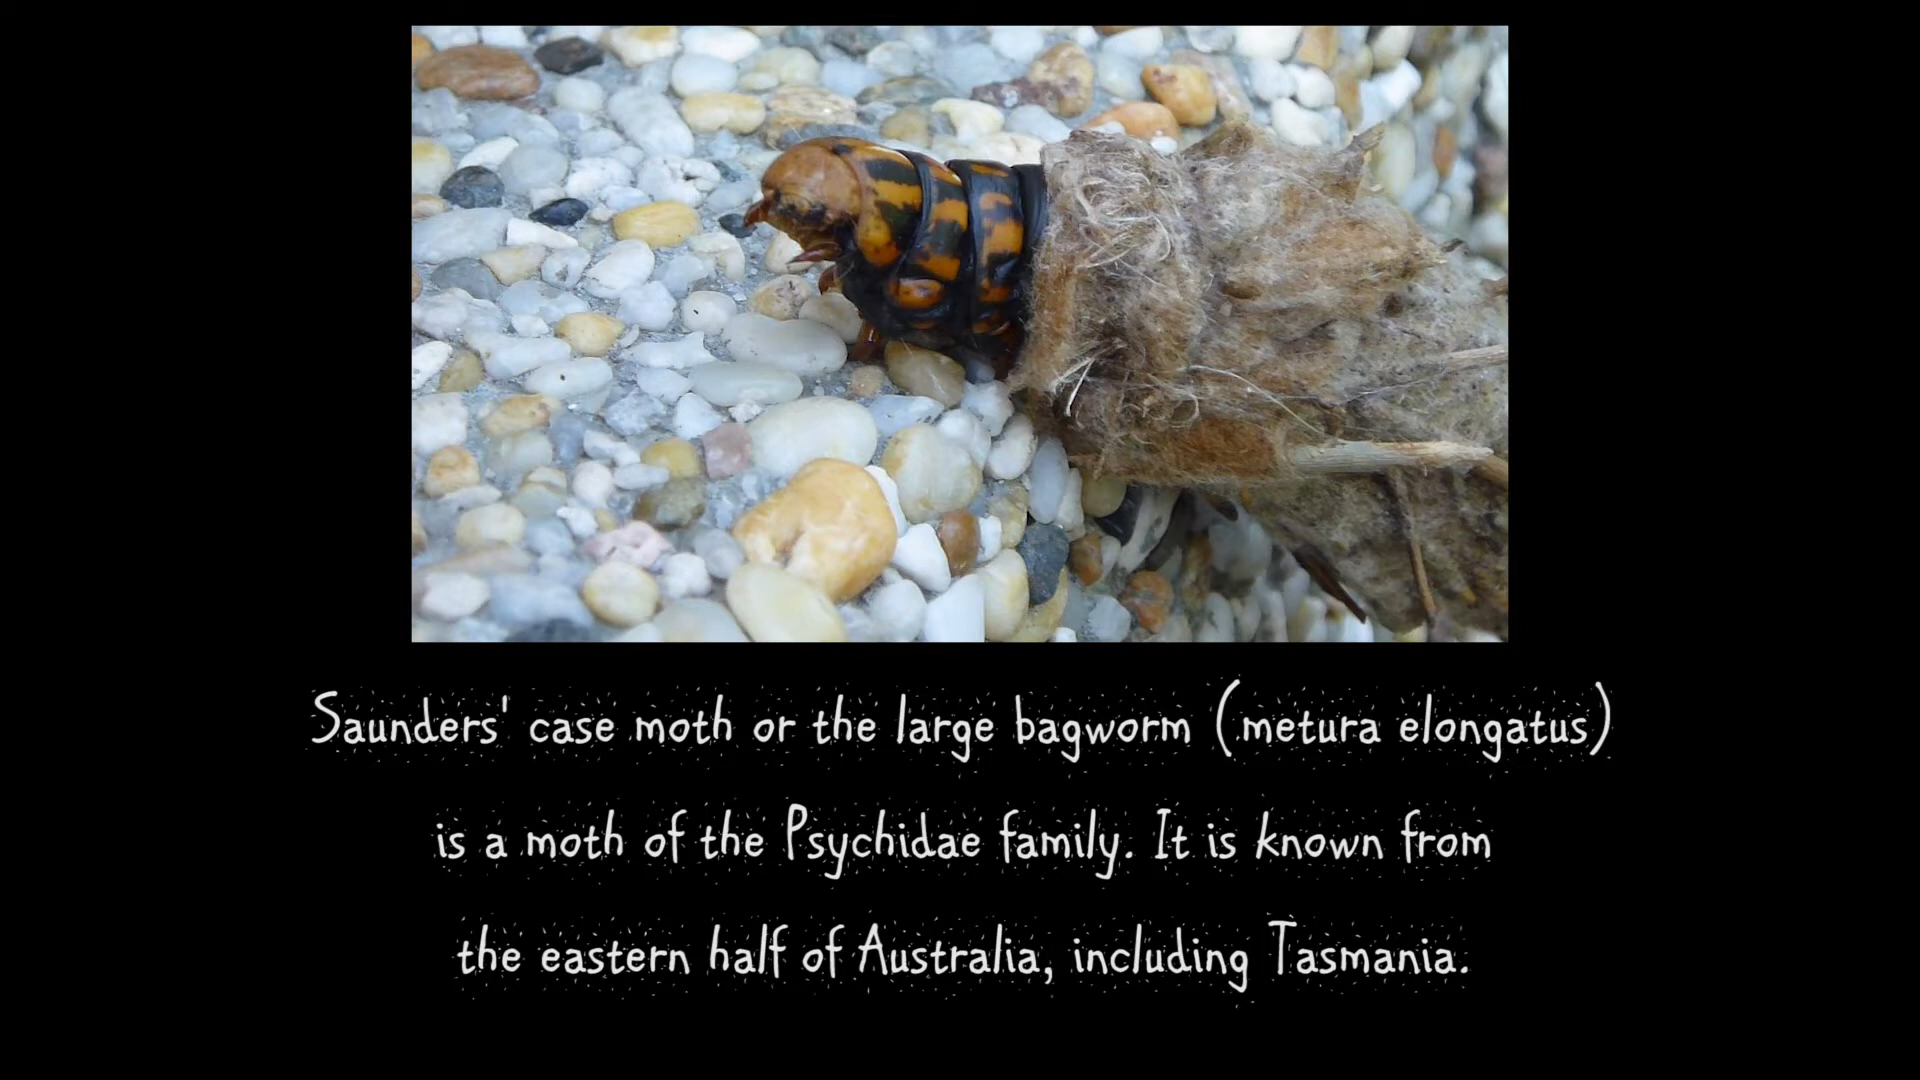 Saunders' case moth or the large bagworm (metura elongatus)
is a moth of the Psychidae family. It is known from
the eastern half of Australia, including Tasmania.